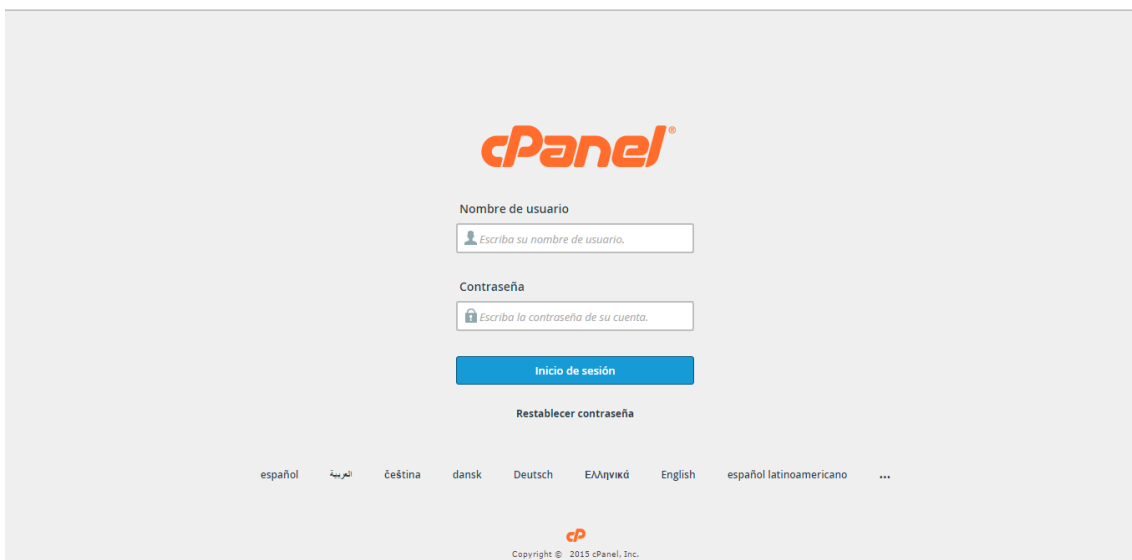 cPanel®
Nombre de usuario
Escriba su nombre de usuario.
Contraseña
Escriba la contraseña de su cuenta.
Inicio de sesión
Restablecer contraseña
español العربية čeština dansk Deutsch Ελληνικά English español latinoamericano ...
cP
Copyright © 2015 cPanel, Inc.